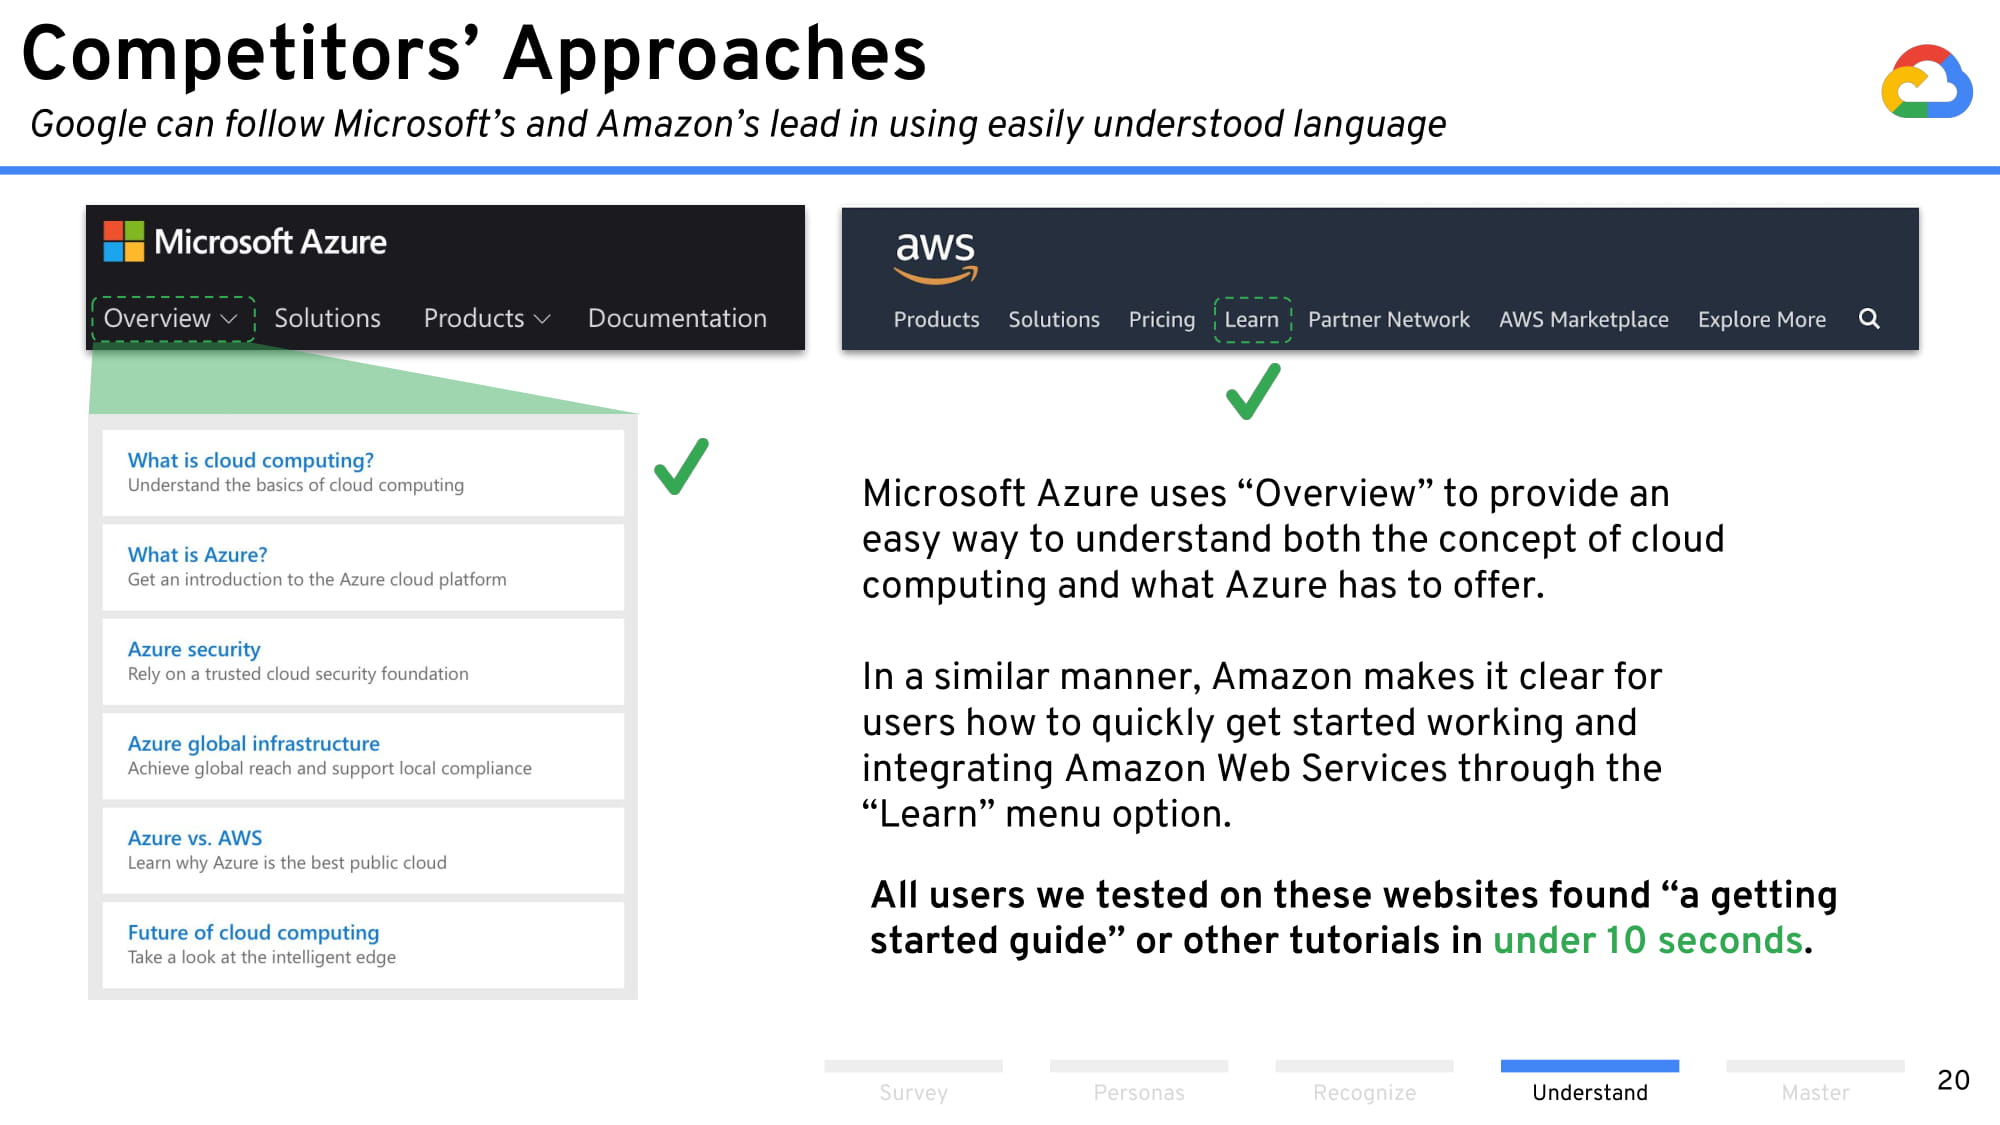 Competitors’ Approaches
Google can follow Microsoft’s and Amazon’s lead in using easily understood language
Microsoft Azure
Overview Solutions Products Documentation
What is cloud computing?
Understand the basics of cloud computing
What is Azure?
Get an introduction to the Azure cloud platform
Azure security
Rely on a trusted cloud security foundation
Azure global infrastructure
Achieve global reach and support local compliance
Azure vs. AWS
Learn why Azure is the best public cloud
Future of cloud computing
Take a look at the intelligent edge
aws
Products Solutions Pricing Learn Partner Network AWS Marketplace Explore More
Microsoft Azure uses “Overview” to provide an
easy way to understand both the concept of cloud
computing and what Azure has to offer.
In a similar manner, Amazon makes it clear for
users how to quickly get started working and
integrating Amazon Web Services through the
“Learn” menu option.
All users we tested on these websites found “a getting
started guide” or other tutorials in under 10 seconds.
Survey Personas Recognize Understand Master
20